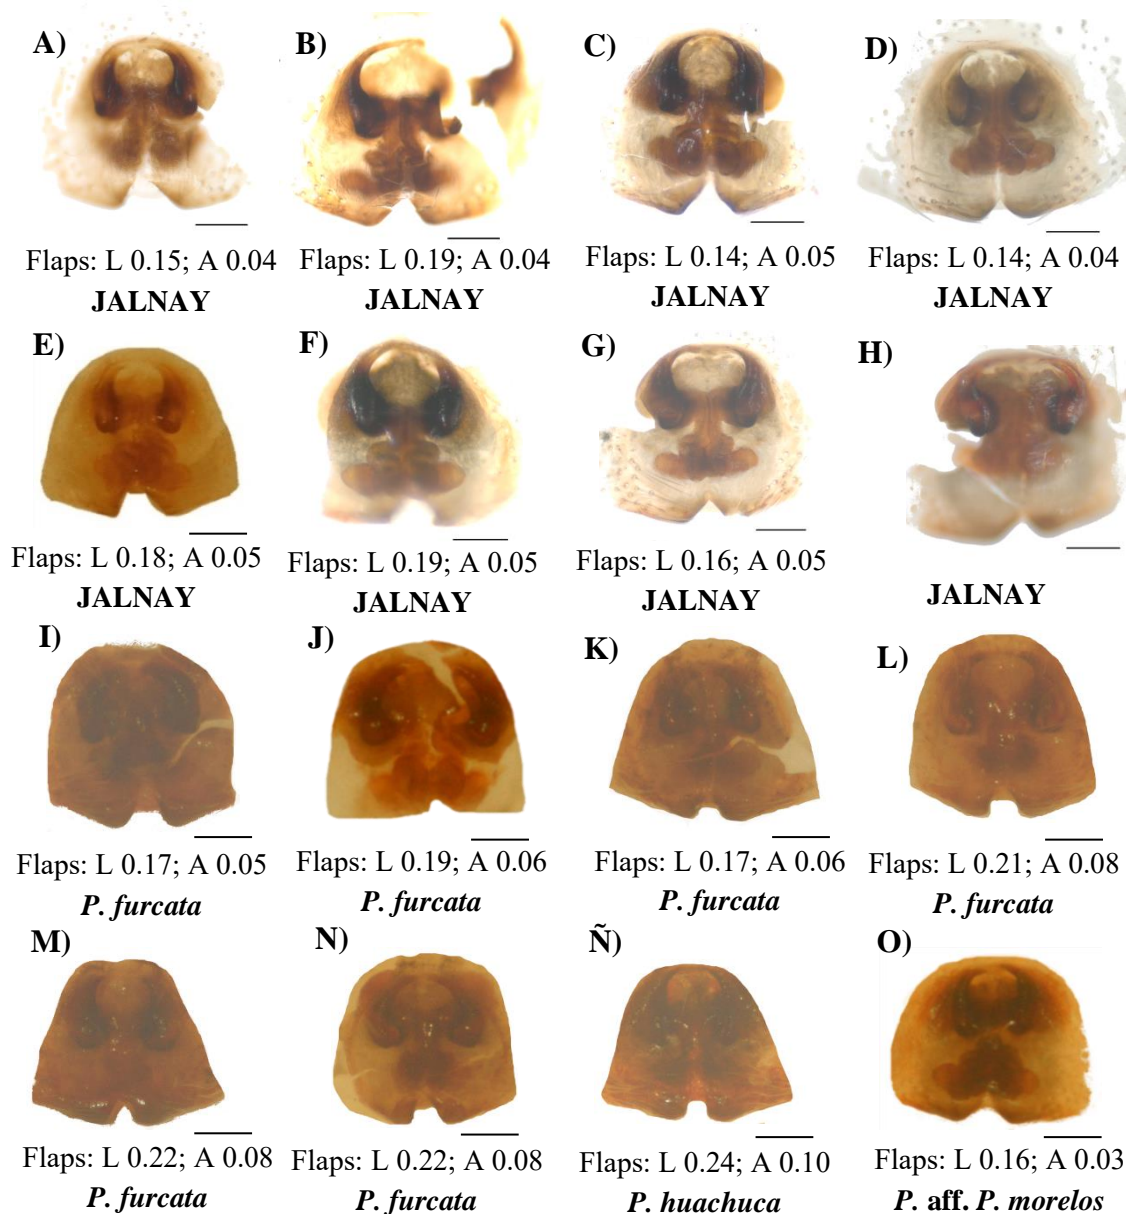 A) B) C) D)
Flaps: L 0.15; A 0.04 Flaps: L 0.19; A 0.04 Flaps: L 0.14; A 0.05 Flaps: L 0.14; A 0.04
JALNAY JALNAY JALNAY JALNAY
E) F) G) H)
Flaps: L 0.18; A 0.05 Flaps: L 0.19; A 0.05 Flaps: L 0.16; A 0.05
JALNAY JALNAY JALNAY JALNAY
I) J) K) L)
Flaps: L 0.17; A 0.05 Flaps: L 0.19; A 0.06 Flaps: L 0.17; A 0.06 Flaps: L 0.21; A 0.08
P. furcata P. furcata P. furcata P. furcata
M) N) Ñ) O)
Flaps: L 0.22; A 0.08 Flaps: L 0.22; A 0.08 Flaps: L 0.24; A 0.10 Flaps: L 0.16; A 0.03
P. furcata P. furcata P. huachuca P. aff. P. morelos